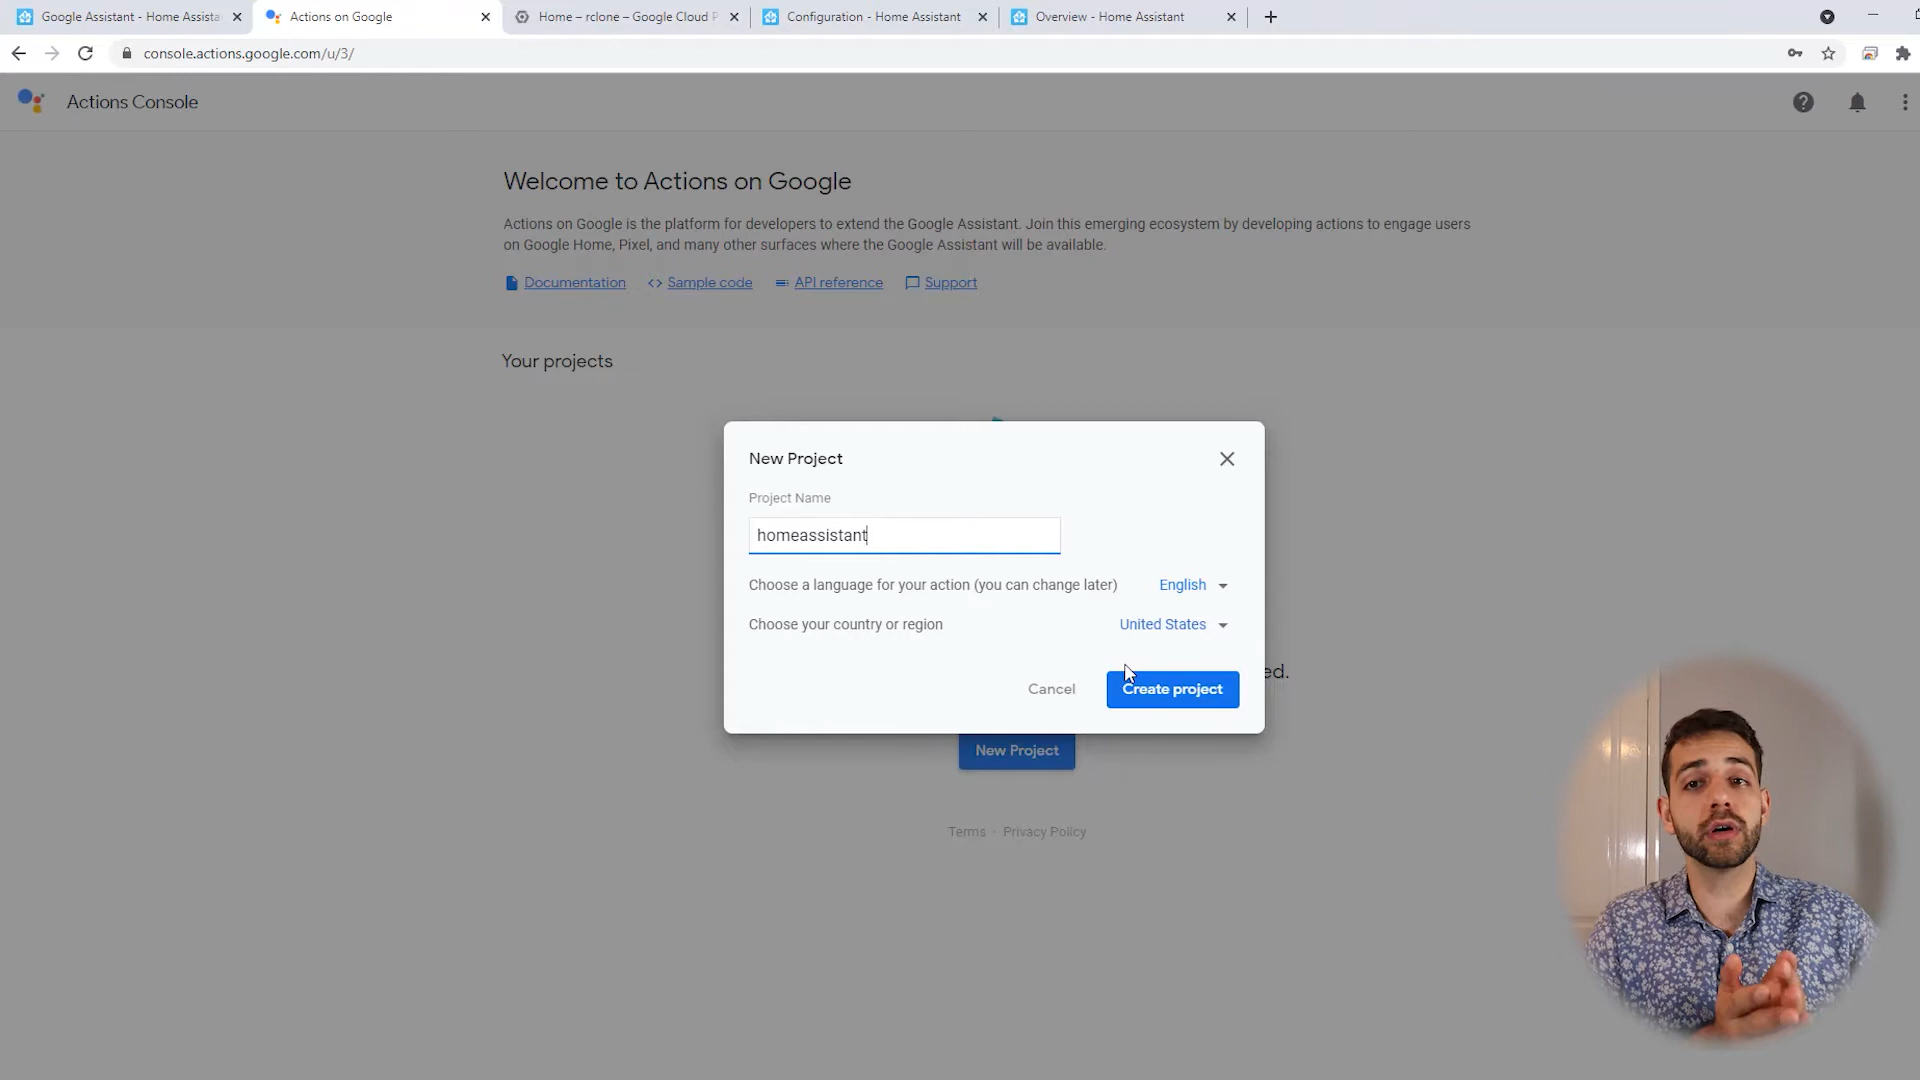 Google Assistant - Home Assista
Actions on Google
Home – rclone – Google Cloud P
Configuration - Home Assistant
Overview - Home Assistant
console.actions.google.com/u/3/
Actions Console
Welcome to Actions on Google
Actions on Google is the platform for developers to extend the Google Assistant. Join this emerging ecosystem by developing actions to engage users
on Google Home, Pixel, and many other surfaces where the Google Assistant will be available.
Documentation
Sample code
API reference
Support
Your projects
New Project
Project Name
homeassistant
Choose a language for your action (you can change later)
English
Choose your country or region
United States
ed.
Cancel
Create project
New Project
Terms - Privacy Policy